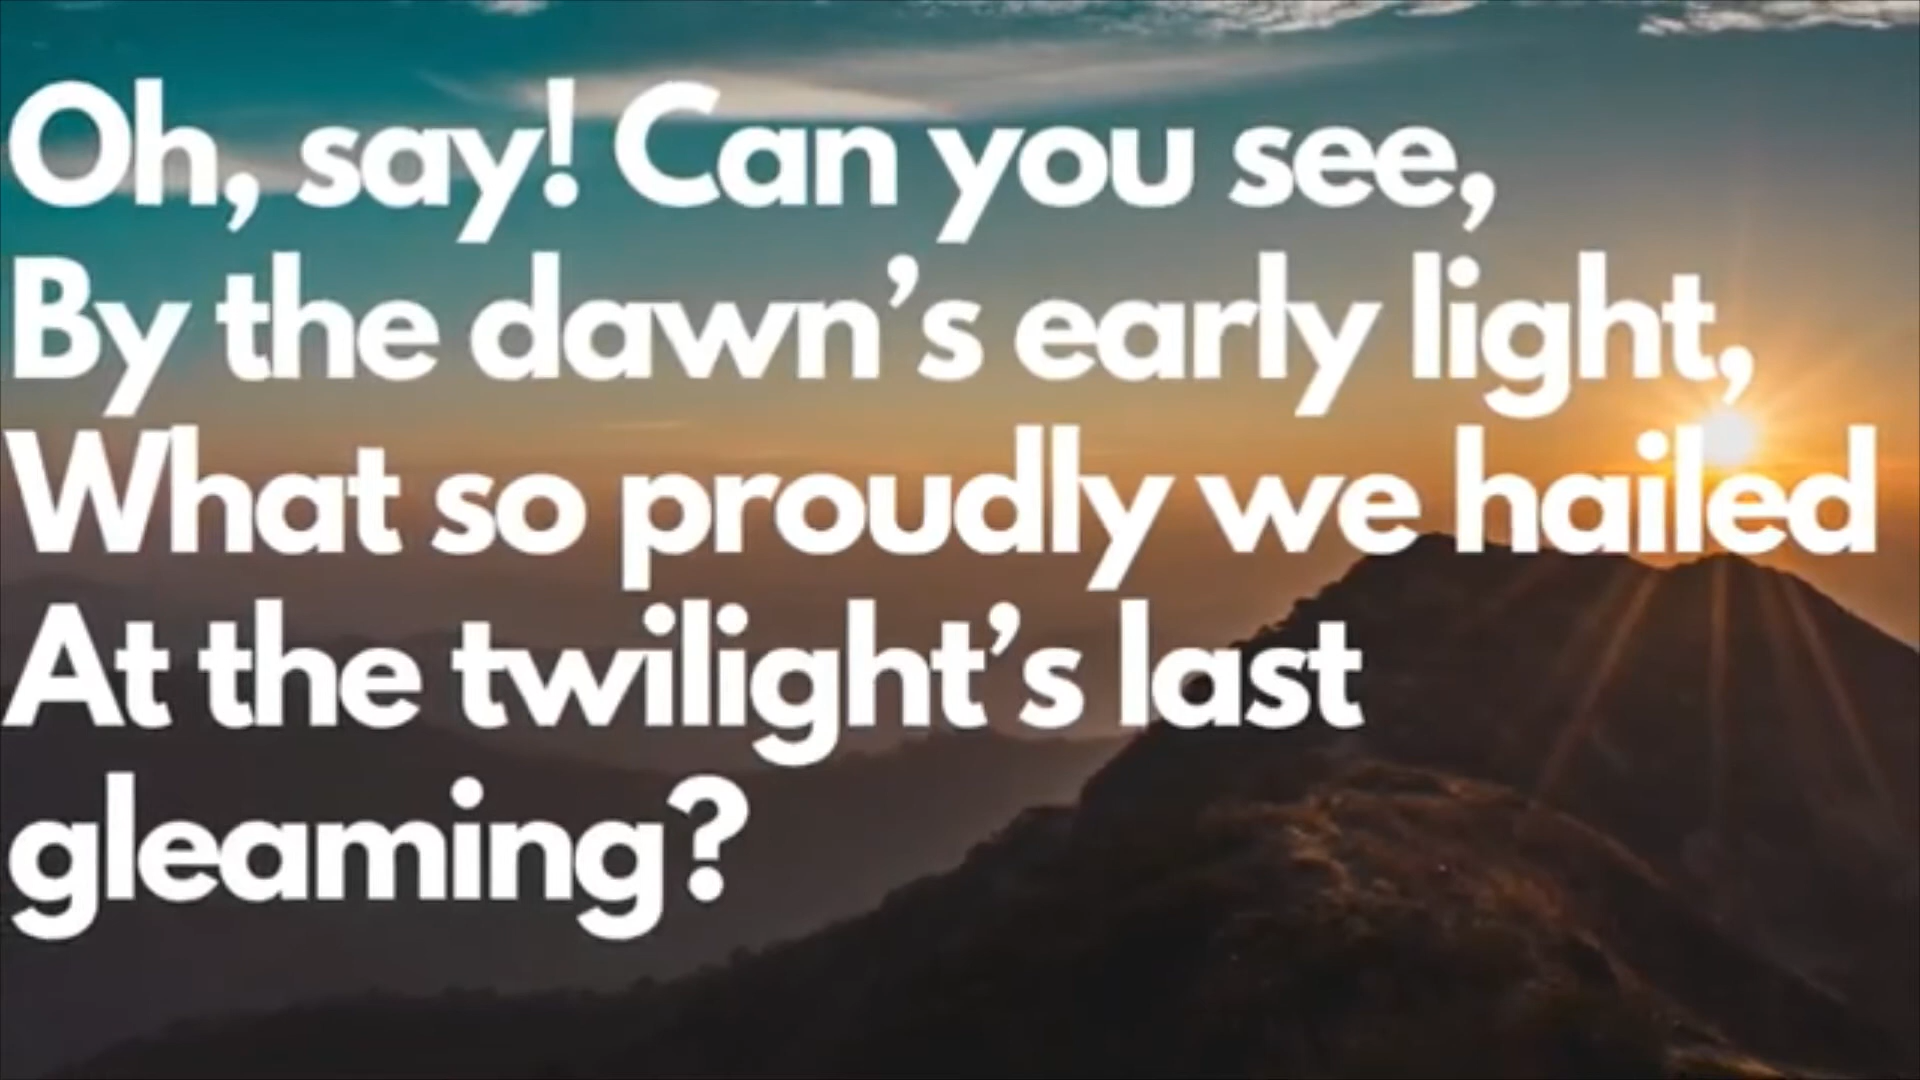 Oh, say! Can you see,
By the dawn’s early light,
What so proudly we hailed
At the twilight’s last
gleaming?